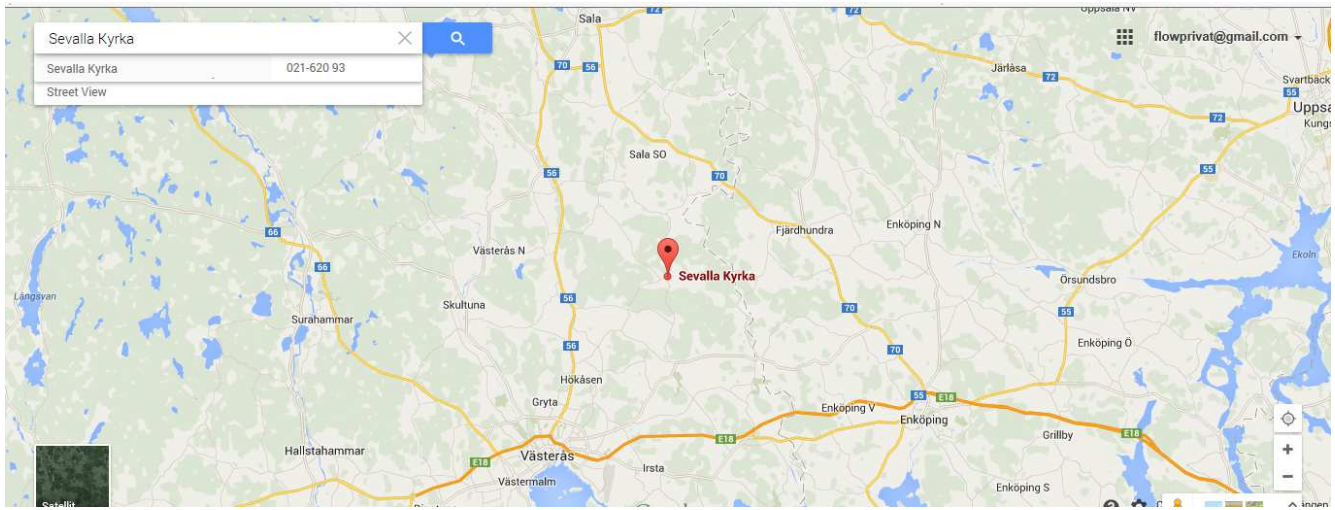 Sevalla Kyrka
Sevalla Kyrka 021-620 93
Street View
flowprivat@gmail.com
Sala
72
72
Uppsala NV
70 56
Järlåsa
72
Svartbäck
55
72
Uppsa
Kungs
Sala SO
56
70
55
66
Västerås N
Fjärdhundra
Enköping N
66
Sevalla Kyrka
Örsundsbro
Ekoln
Långsvan
Surahammar
Skultuna
56
70
56
70
Enköping Ö
Hökåsen
Gryta
55
E18
Enköping V
Enköping
Grillby
E18
E18
Hallstahammar
Västerås
E18
Irsta
Västermalm
Enköping S
Satellit